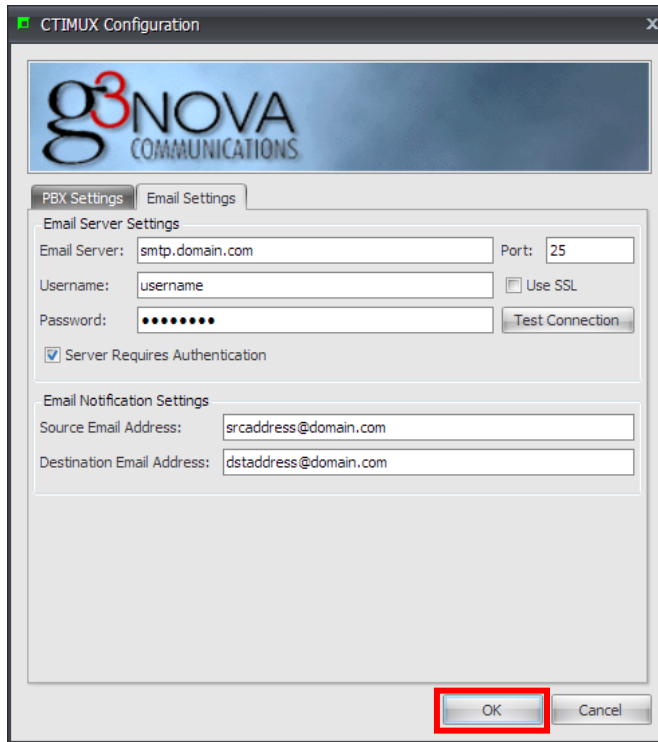 CTIMUX Configuration x
g3NOVA
COMMUNICATIONS
PBX Settings Email Settings
Email Server Settings
Email Server: smtp.domain.com Port: 25
Username: username Use SSL
Password: •••••••• Test Connection
Server Requires Authentication
Email Notification Settings
Source Email Address: srcaddress@domain.com
Destination Email Address: dstaddress@domain.com
OK Cancel